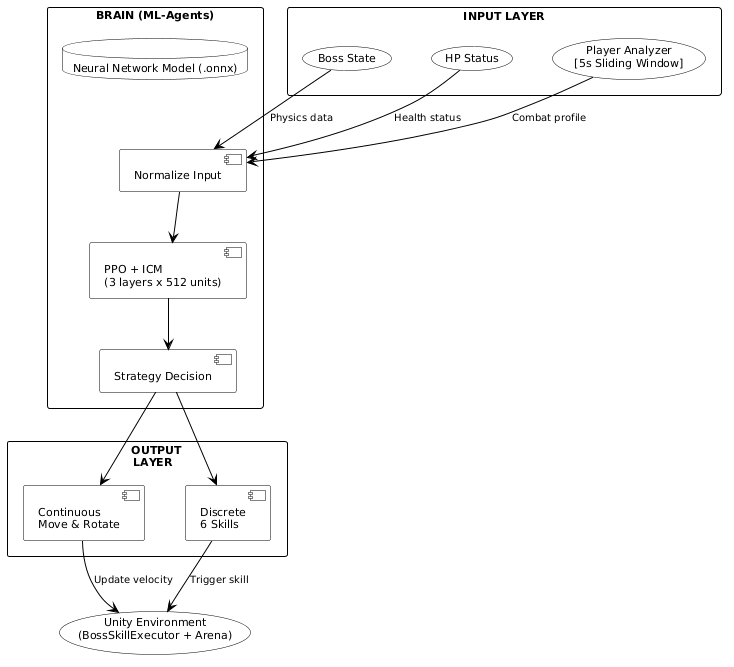 BRAIN (ML-Agents)
Neural Network Model (.onnx)
INPUT LAYER
Boss State
HP Status
Player Analyzer
[5s Sliding Window]
Physics data
Health status
Combat profile
Normalize Input
PPO + ICM
(3 layers x 512 units)
Strategy Decision
OUTPUT
LAYER
Continuous
Move & Rotate
Discrete
6 Skills
Update velocity
Trigger skill
Unity Environment
(BossSkillExecutor + Arena)